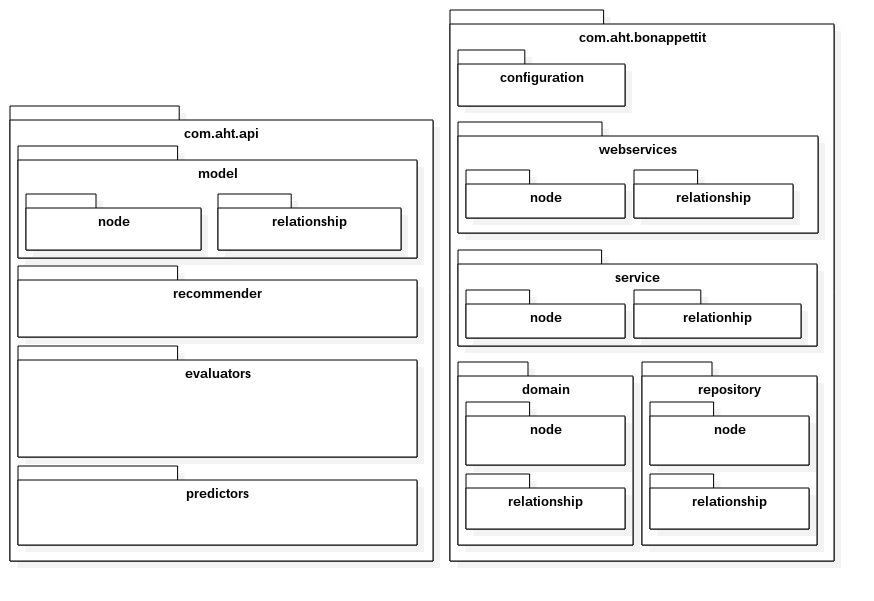 com.aht.api
model
node
relationship
recommender
evaluators
predictors
com.aht.bonappettit
configuration
webservices
node
relationship
service
node
relationhip
domain
node
relationship
repository
node
relationship